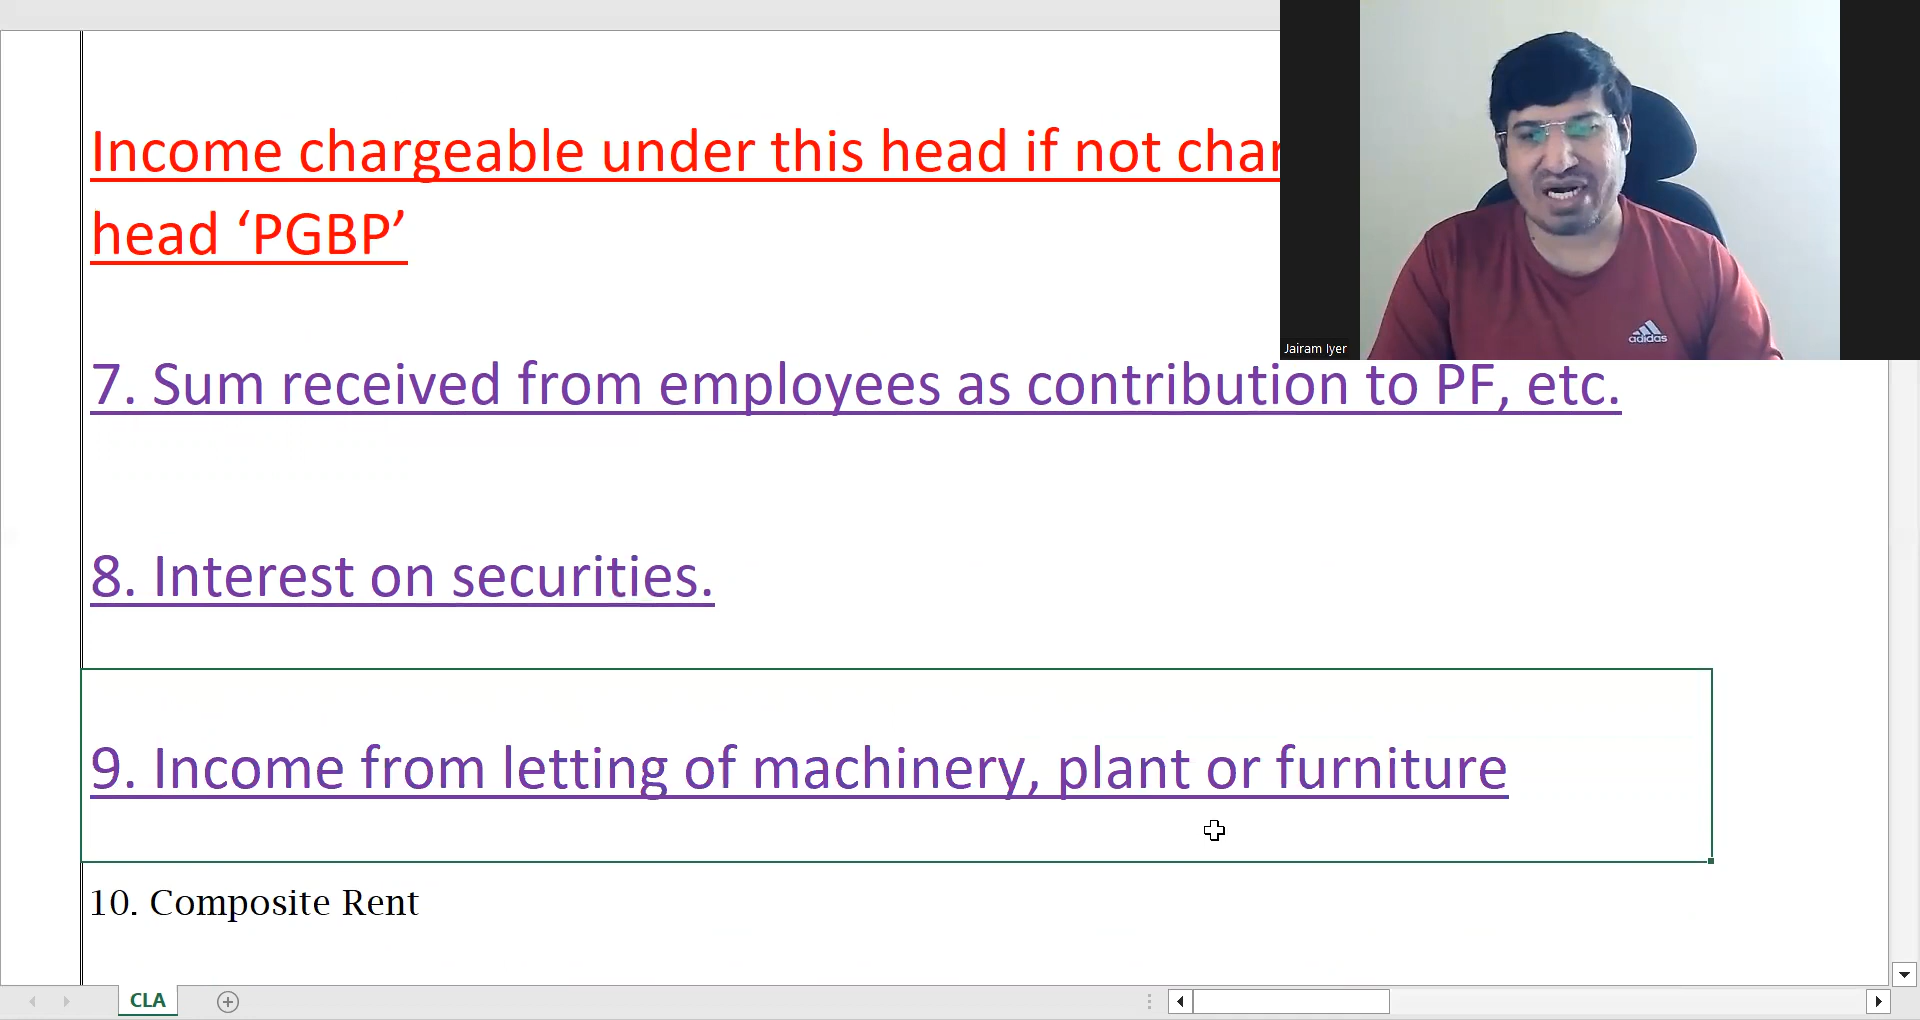 Income chargeable under this head if not char
head ‘PGBP’
adidas
Jairam Iyer
7. Sum received from employees as contribution to PF, etc.
8. Interest on securities.
9. Income from letting of machinery, plant or furniture
10. Composite Rent
CLA